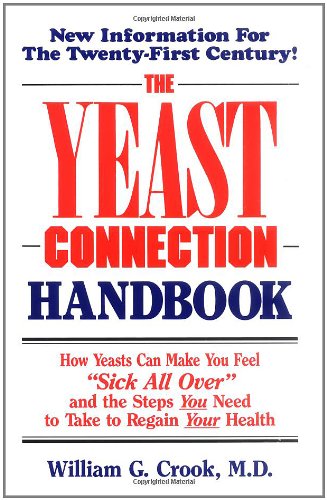 New Information For
The Twenty-First Century!
THE
YEAST
CONNECTION
HANDBOOK
How Yeasts Can Make You Feel
"Sick All Over"
and the Steps You Need
to Take to Regain Your Health
William G. Crook, M.D.